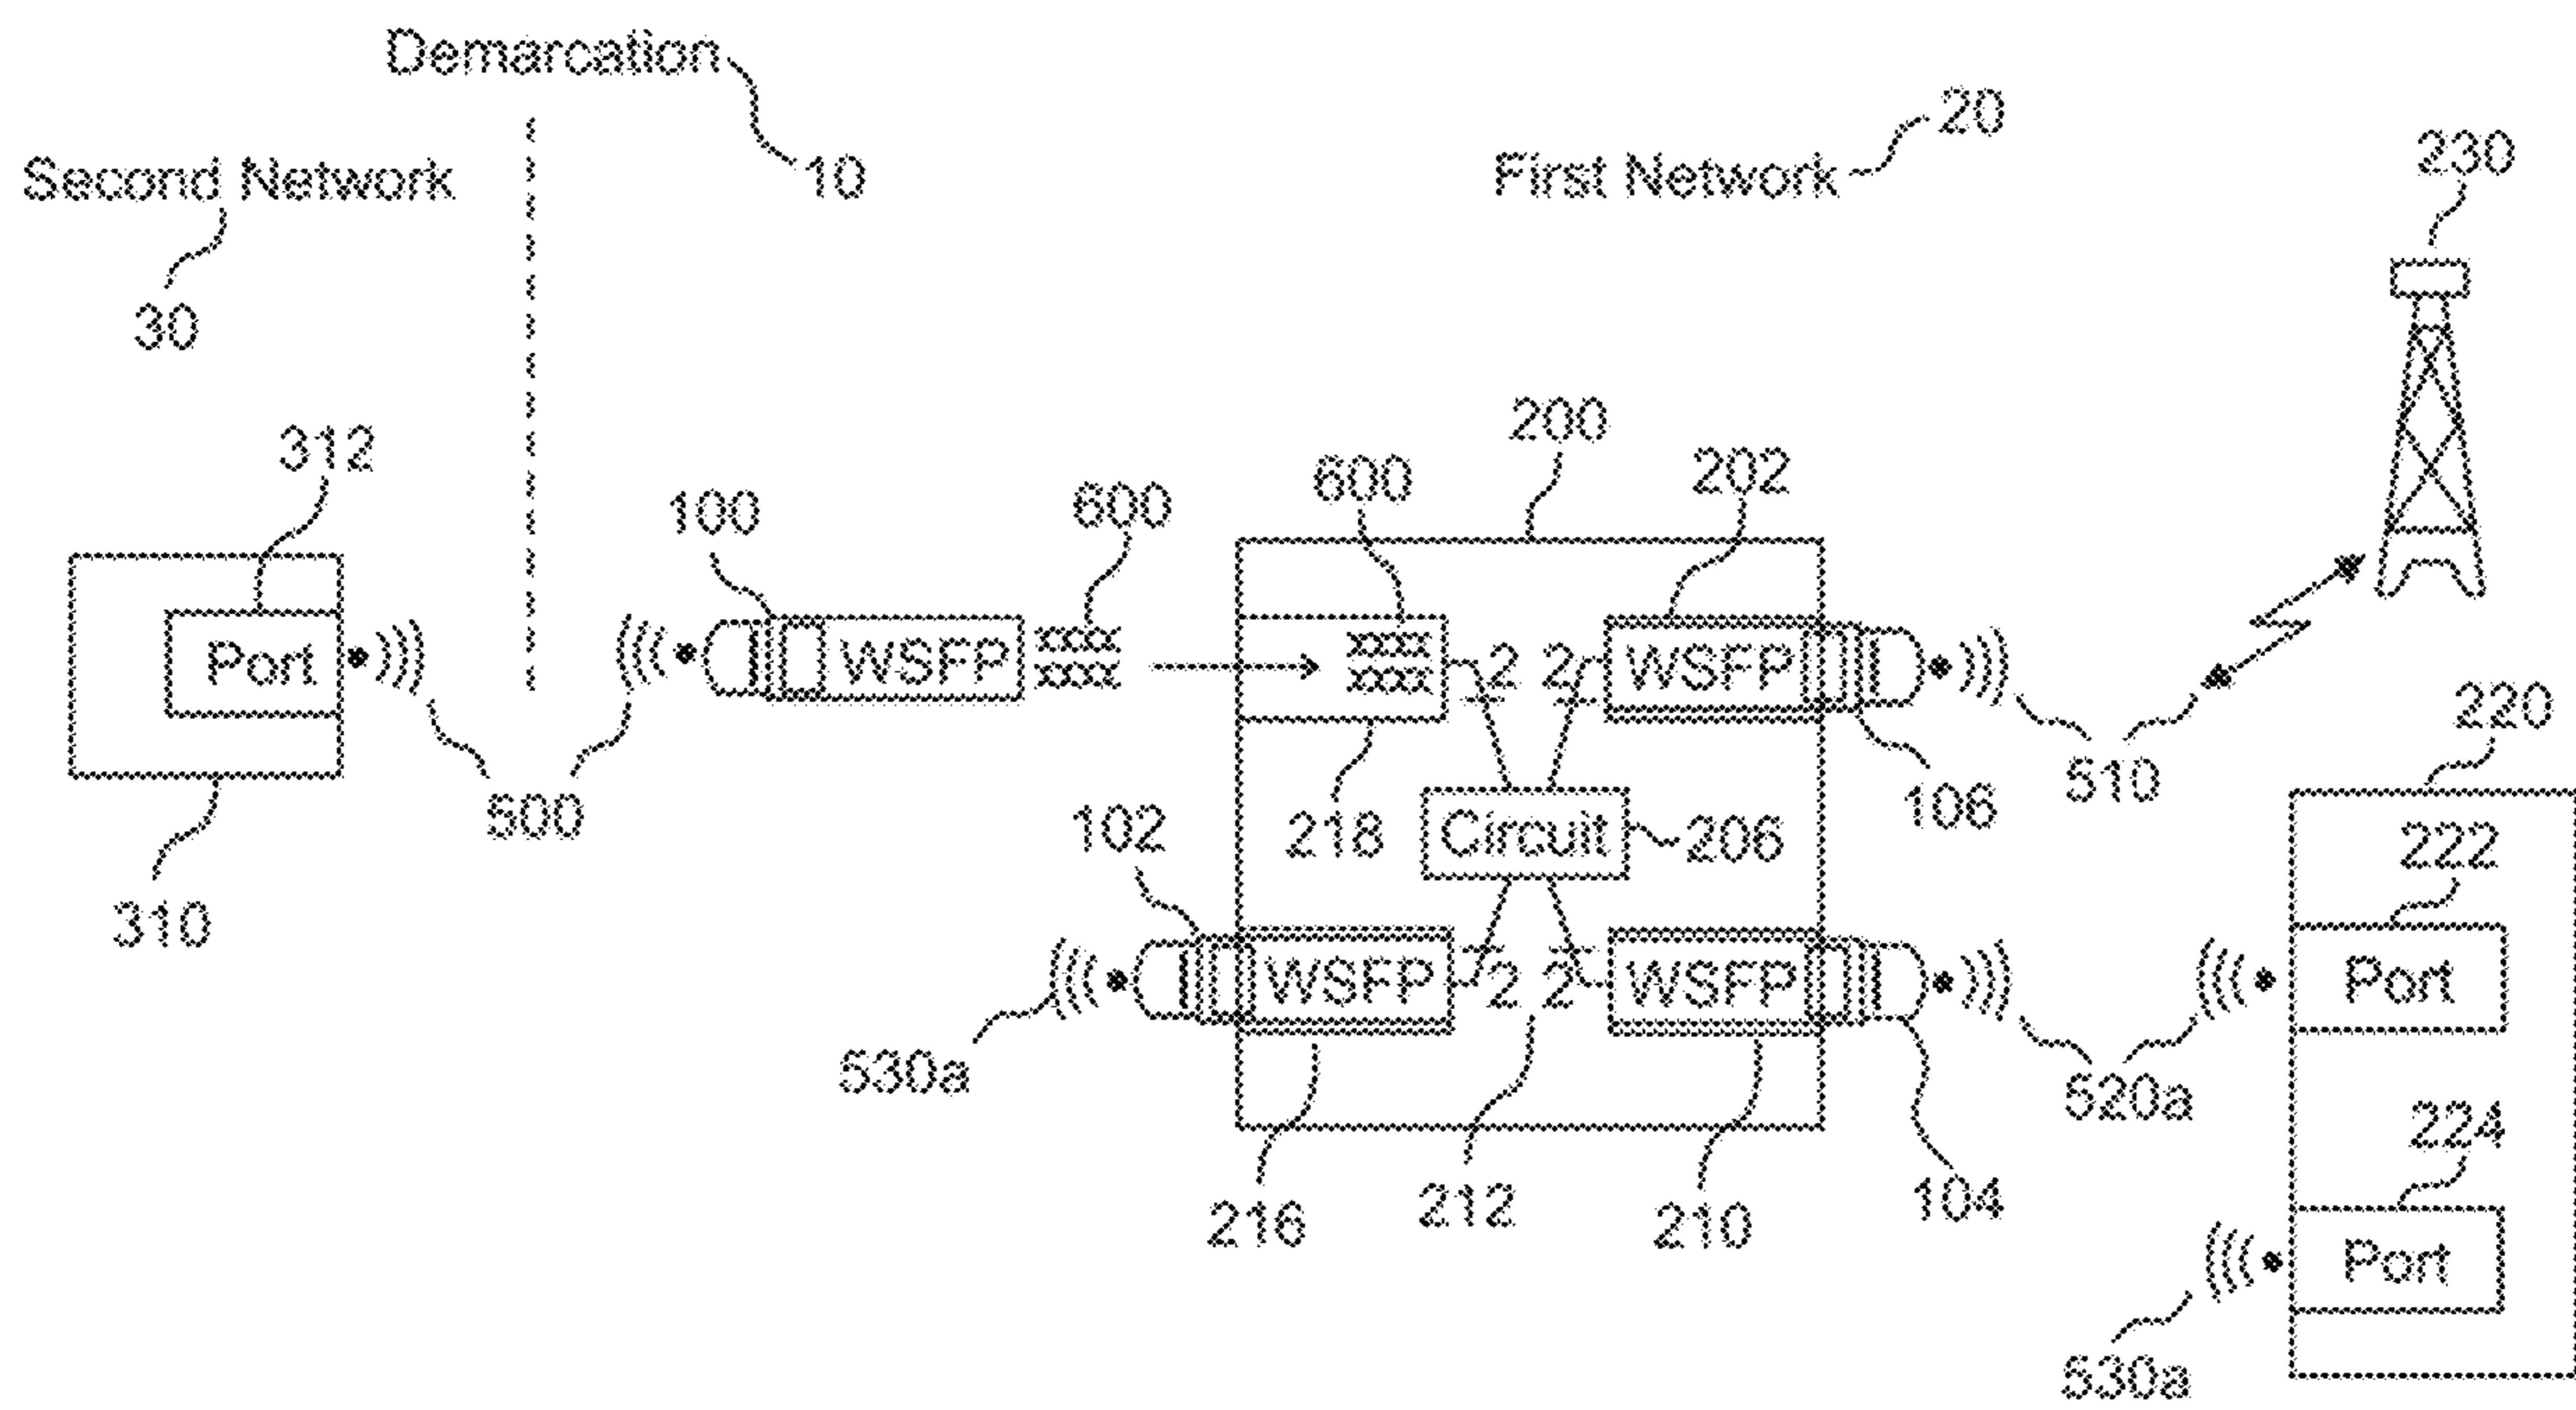 Demarcation
10
20
First Network
230
Second Network
30
312
100
600
600
200
202
Port
WSFP
2 2
WSFP
500
310
218
Circuit
206
106
510
220
222
102
WSFP
2 2
WSFP
Port
530a
520a
216
212
210
104
224
Port
530a